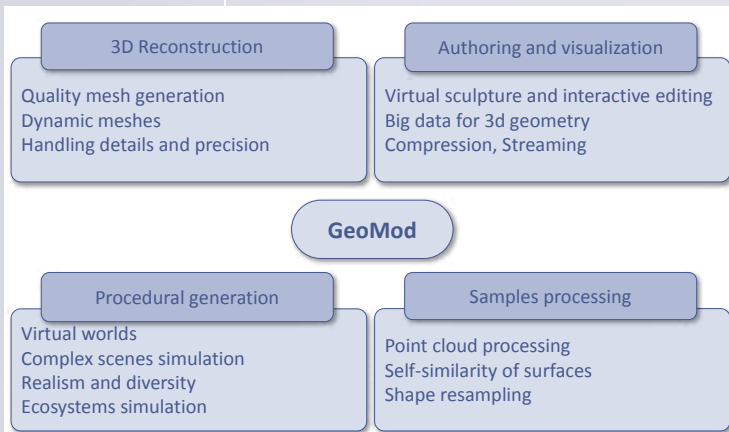 3D Reconstruction
Quality mesh generation
Dynamic meshes
Handling details and precision
Authoring and visualization
Virtual sculpture and interactive editing
Big data for 3d geometry
Compression, Streaming
GeoMod
Procedural generation
Virtual worlds
Complex scenes simulation
Realism and diversity
Ecosystems simulation
Samples processing
Point cloud processing
Self-similarity of surfaces
Shape resampling